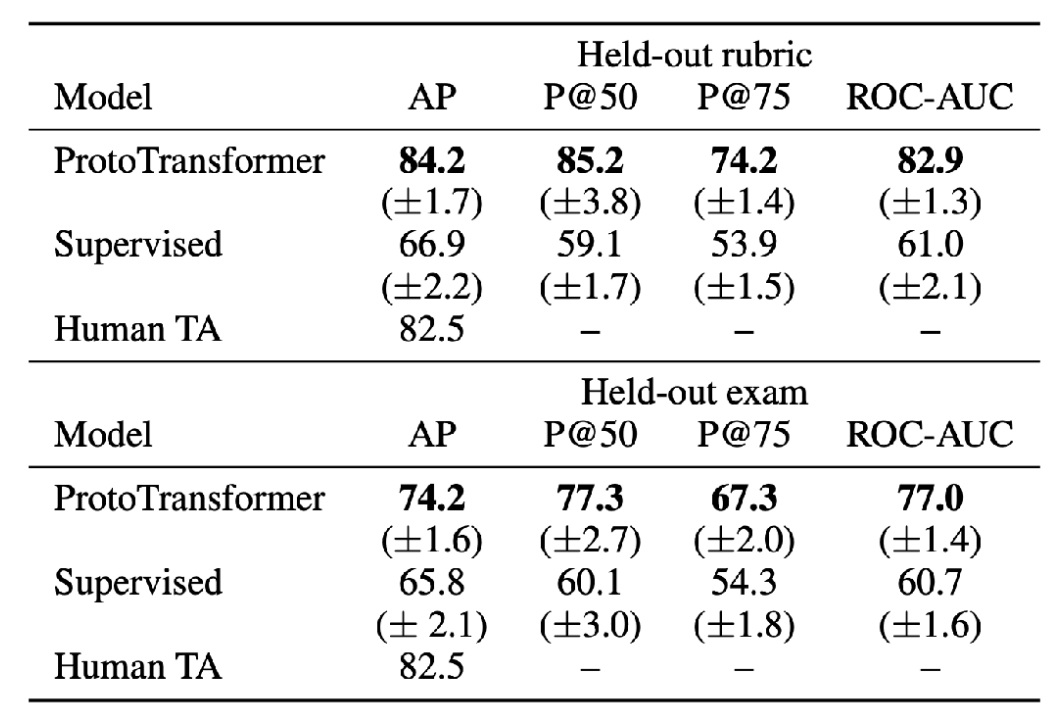 Held-out rubric
Model AP P@50 P@75 ROC-AUC
ProtoTransformer 84.2 85.2 74.2 82.9
(±1.7) (±3.8) (±1.4) (±1.3)
Supervised 66.9 59.1 53.9 61.0
(±2.2) (±1.7) (±1.5) (±2.1)
Human TA 82.5 – – –
Held-out exam
Model AP P@50 P@75 ROC-AUC
ProtoTransformer 74.2 77.3 67.3 77.0
(±1.6) (±2.7) (±2.0) (±1.4)
Supervised 65.8 60.1 54.3 60.7
(± 2.1) (±3.0) (±1.8) (±1.6)
Human TA 82.5 – – –